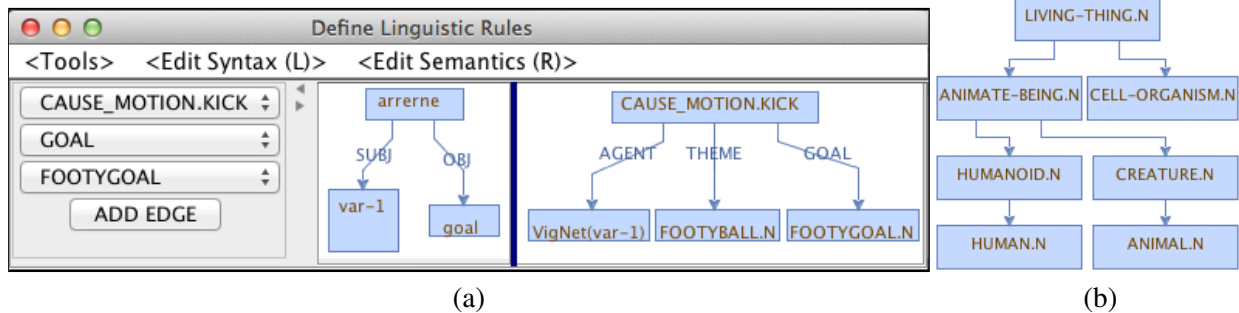 Define Linguistic Rules
<Tools> <Edit Syntax (L)> <Edit Semantics (R)>
CAUSE_MOTION.KICK
GOAL
FOOTYGOAL
ADD EDGE
arrerne
SUBJ OBJ
var-1
goal
CAUSE_MOTION.KICK
AGENT THEME GOAL
VigNet(var-1) FOOTYBALL.N FOOTYGOAL.N
(a)
LIVING-THING.N
ANIMATE-BEING.N CELL-ORGANISM.N
HUMANOID.N CREATURE.N
HUMAN.N ANIMAL.N
(b)